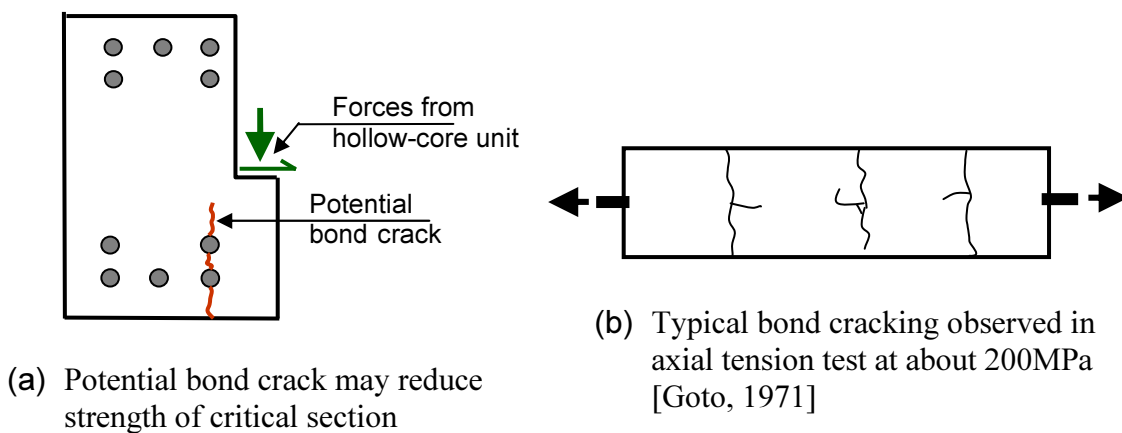 Forces from
hollow-core unit
Potential
bond crack
(a) Potential bond crack may reduce
strength of critical section
(b) Typical bond cracking observed in
axial tension test at about 200MPa
[Goto, 1971]